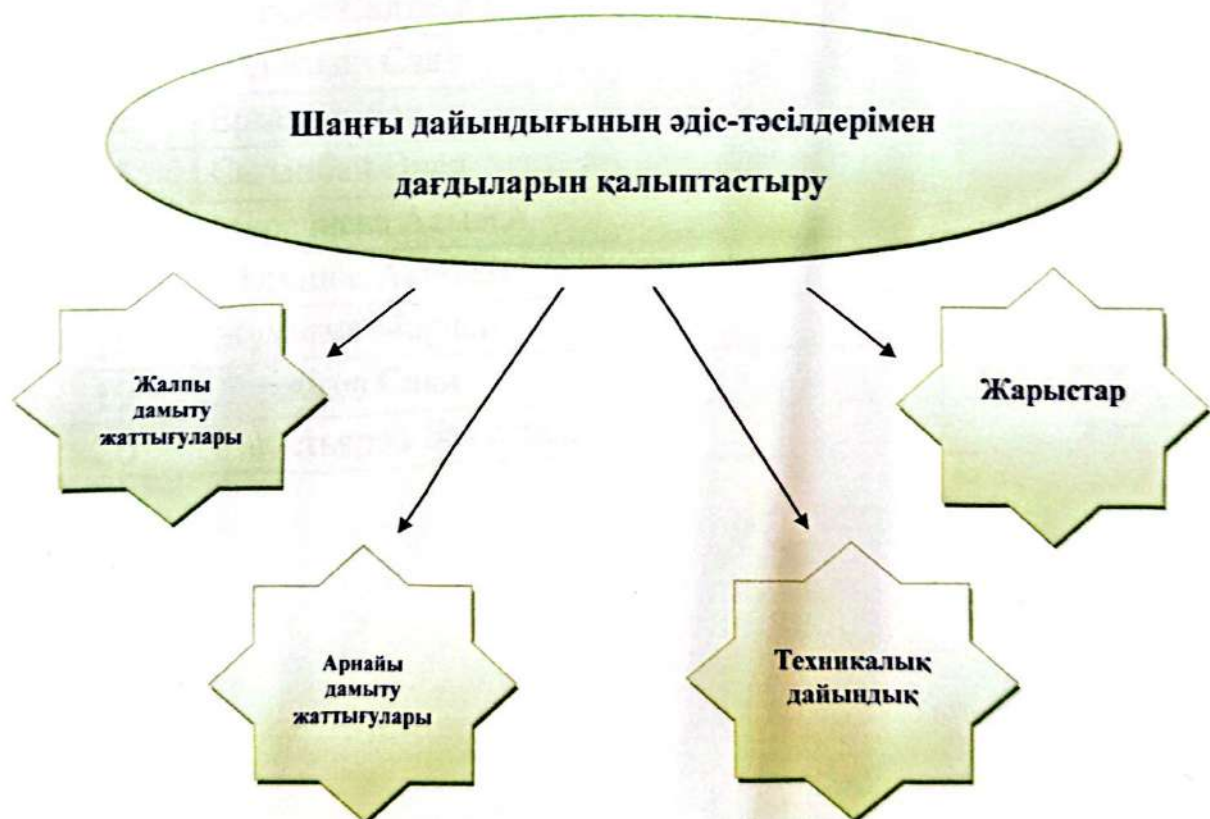 Шаңғы дайындығының әдіс-тәсілдерімен
дағдыларын қалыптастыру
Жалпы
дамыту
жаттығулары
Жарыстар
Арнайы
дамыту
жаттығулары
Техникалық
дайындық